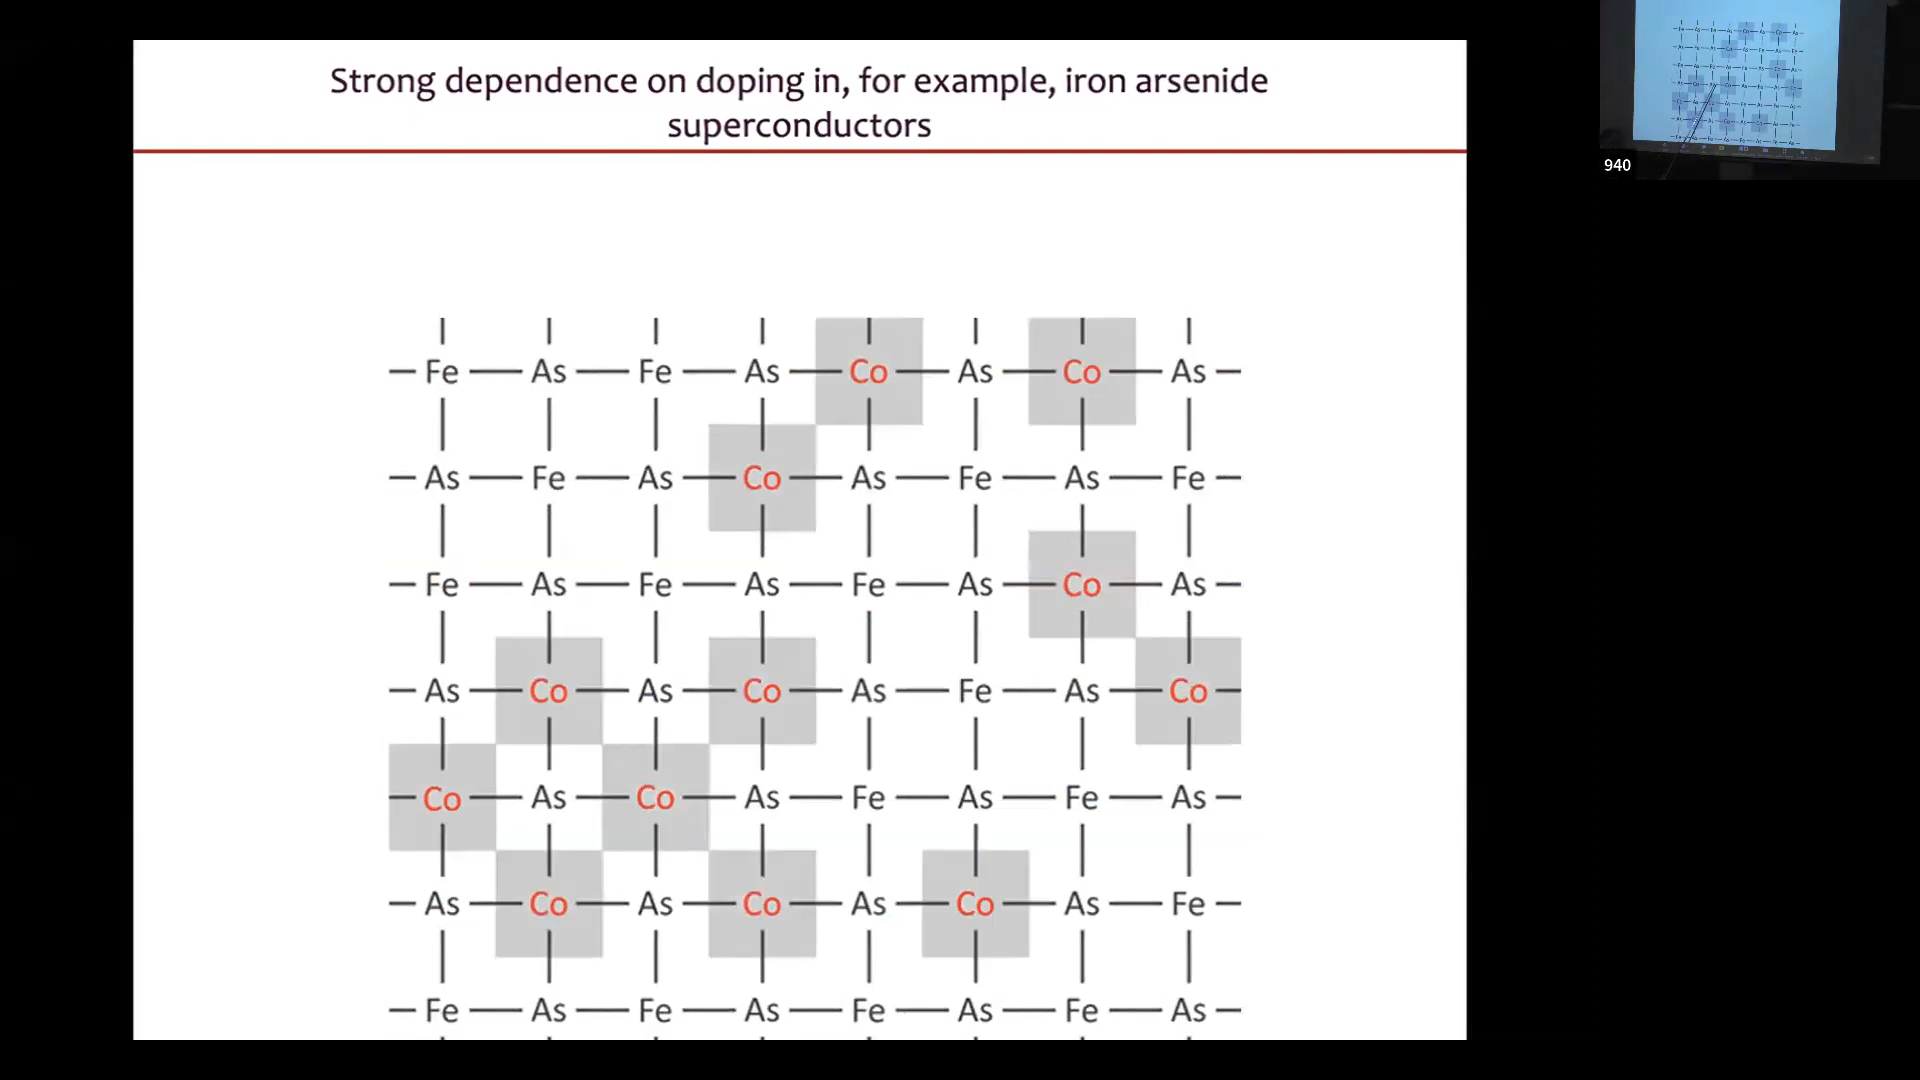 Strong dependence on doping in, for example, iron arsenide
superconductors
940
Fe As Fe As Co As Co As
As Fe As Co As Fe As Fe
Fe As Fe As Fe As Co As
As Co As Co As Fe As Co
Co As Co As Fe As Fe As
As Co As Co As Co As Fe
Fe As Fe As Fe As Fe As